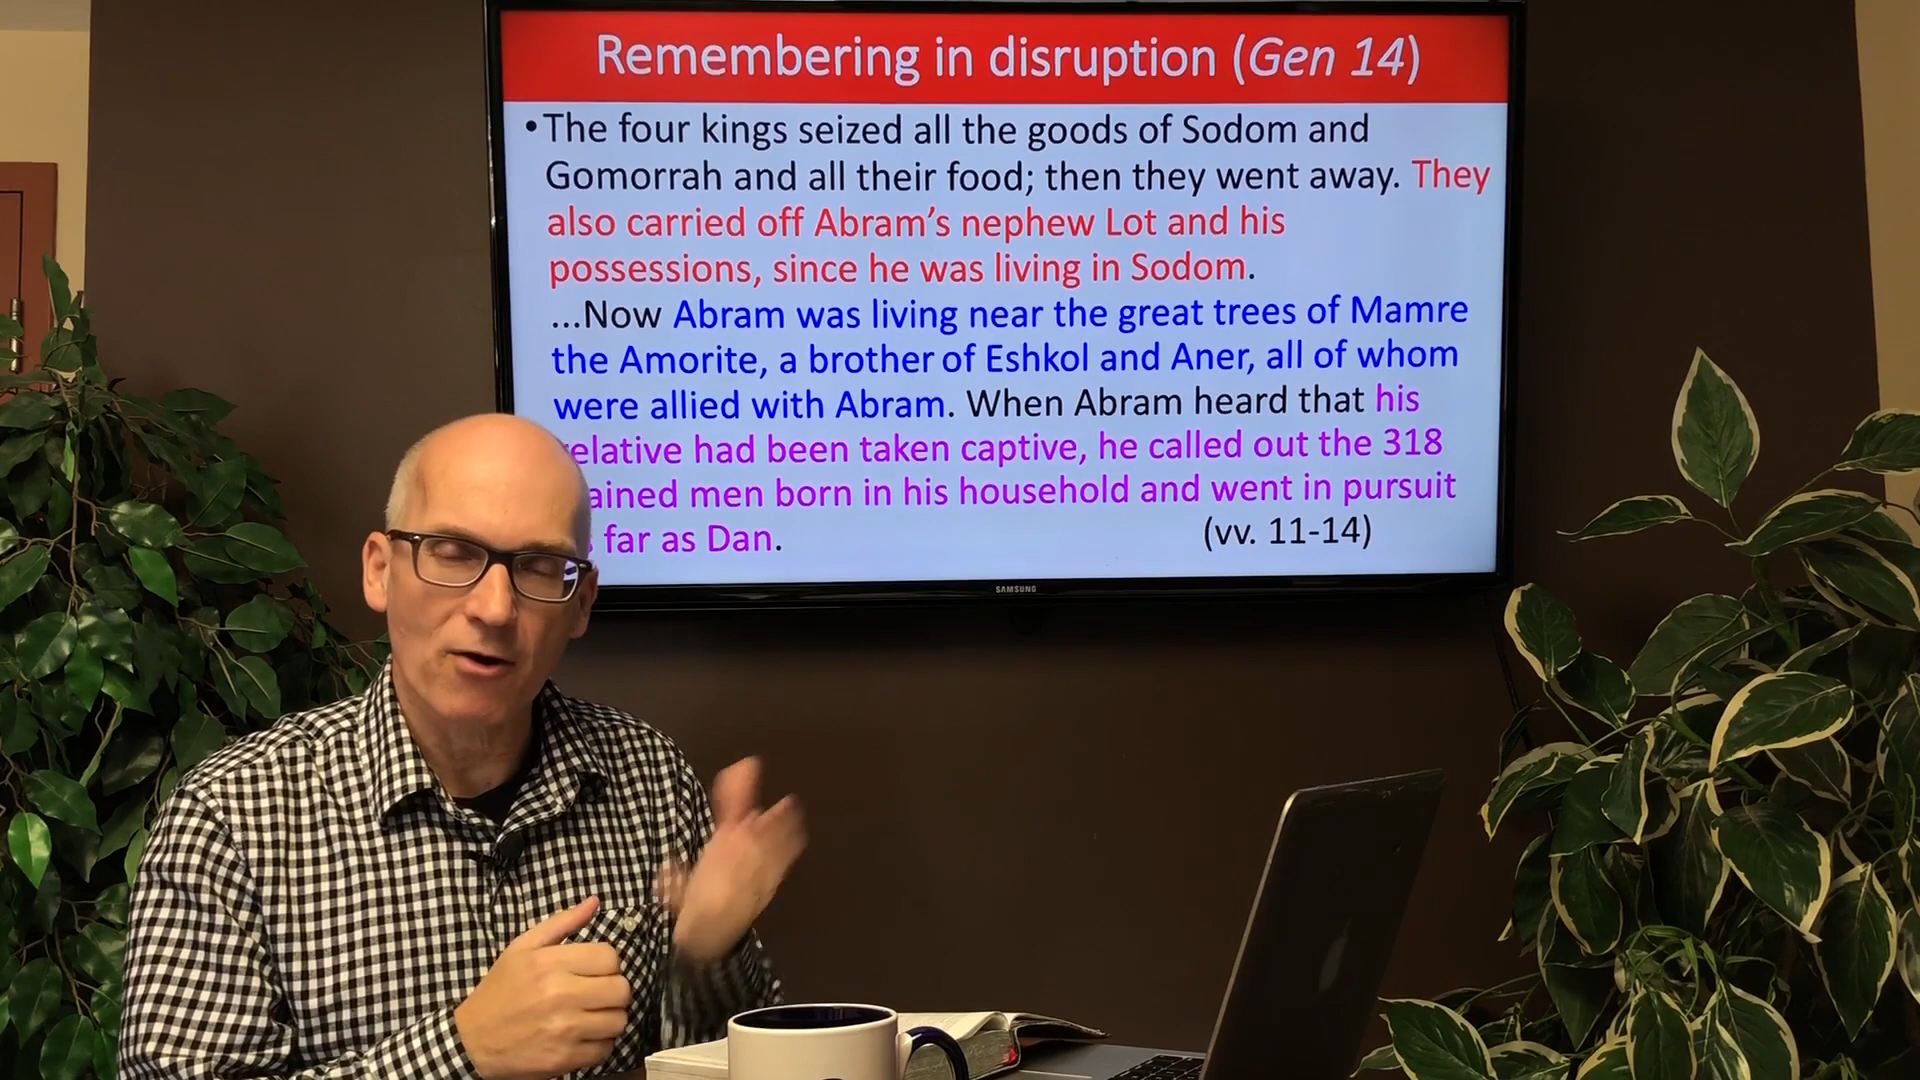 Remembering in disruption (Gen 14)
•The four kings seized all the goods of Sodom and
Gomorrah and all their food; then they went away. They
also carried off Abram’s nephew Lot and his
possessions, since he was living in Sodom.
...Now Abram was living near the great trees of Mamre
the Amorite, a brother of Eshkol and Aner, all of whom
were allied with Abram. When Abram heard that his
elative had been taken captive, he called out the 318
ained men born in his household and went in pursuit
far as Dan. (vv. 11-14)
SAMSUNG